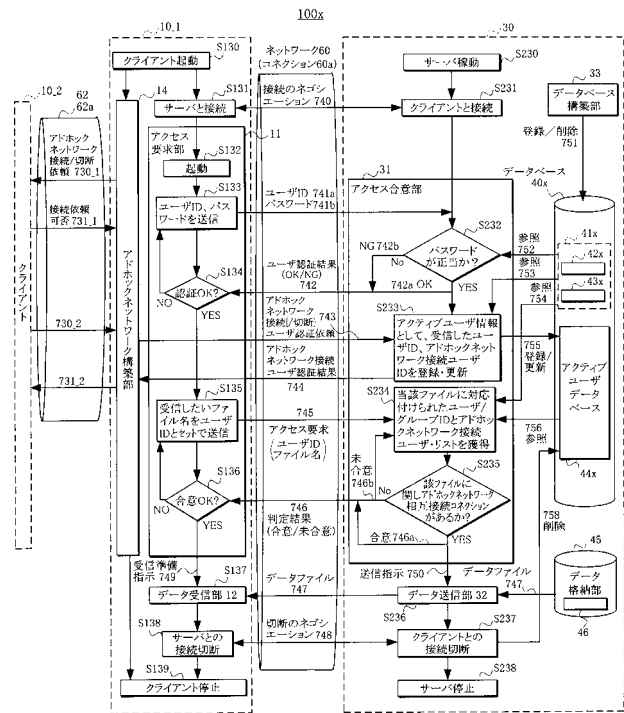 100x
10_1
30
クライアント起動
S130
ネットワーク60
(コネクション60a)
サーバ稼動
S230
10_2
62
62a
14
サーバと接続
S131
接続のネゴシ
エーション 740
クライアントと接続
S231
33
データベース
構築部
登録/削除
751
アドホック
ネットワーク
接続/切断
依頼 730_1
接続依頼
可否 731_1
クライアント
730_2
731_2
アドホックネットワーク構築部
アクセス
要求部
11
S132
起動
S133
ユーザID、パス
ワードを送信
ユーザID 741a
パスワード741b
31
アクセス合意部
データベース
40x
S232
パスワード
が正当か?
NG 742b
No
742a OK
YES
参照
752
参照
753
参照
754
41x
42x
43x
S134
認証OK?
NO
YES
ユーザ認証結果
(OK/NG)
742
アドホック
ネットワーク
接続(/切断)
ユーザ認証依頼
743
アドホック
ネットワーク接続
ユーザ認証結果
744
S233
アクティブユーザ情報
として、受信したユー
ザID、アドホックネット
ワーク接続ユーザ
IDを登録・更新
755
登録/
更新
アクティブ
ユーザ
データ
ベース
44x
S135
受信したいファ
イル名をユーザ
IDとセットで送信
745
アクセス要求
(ユーザID
ファイル名)
S234
当該ファイルに対応
付けられたユーザ/
グループIDとアドホッ
クネットワーク接続
ユーザ・リストを獲得
756
参照
未
合意
746b
S136
合意OK?
NO
YES
746
判定結果
(合意/未合意)
S235
No
該ファイルに
関しアドホックネットワーク
相互接続コネクション
があるか?
合意746a
YES
758
削除
受信準備
指示 749
S137
データ受信部 12
データファイル
747
送信指示 750
データファイル
747
データ送信部 32
S236
45
データ
格納部
46
S138
サーバとの
接続切断
切断のネゴシ
エーション 748
S237
クライアントとの
接続切断
S139
クライアント停止
S238
サーバ停止